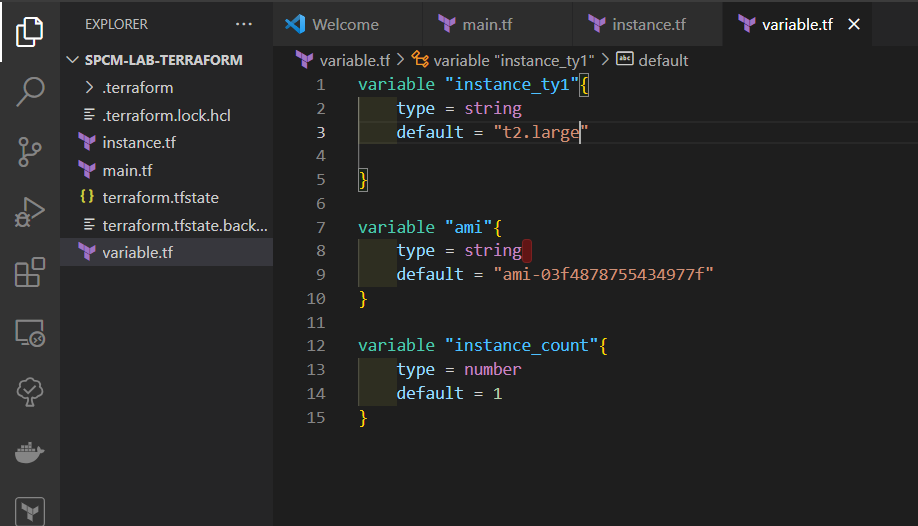 EXPLORER ...
Welcome main.tf instance.tf variable.tf
SPCM-LAB-TERRAFORM
.terraform
.terraform.lock.hcl
instance.tf
main.tf
{} terraform.tfstate
terraform.tfstate.back...
variable.tf
variable.tf > variable "instance_ty1" > abc default
1 variable "instance_ty1"{
2 type = string
3 default = "t2.large"
4
5 }
6
7 variable "ami"{
8 type = string
9 default = "ami-03f4878755434977f"
10 }
11
12 variable "instance_count"{
13 type = number
14 default = 1
15 }